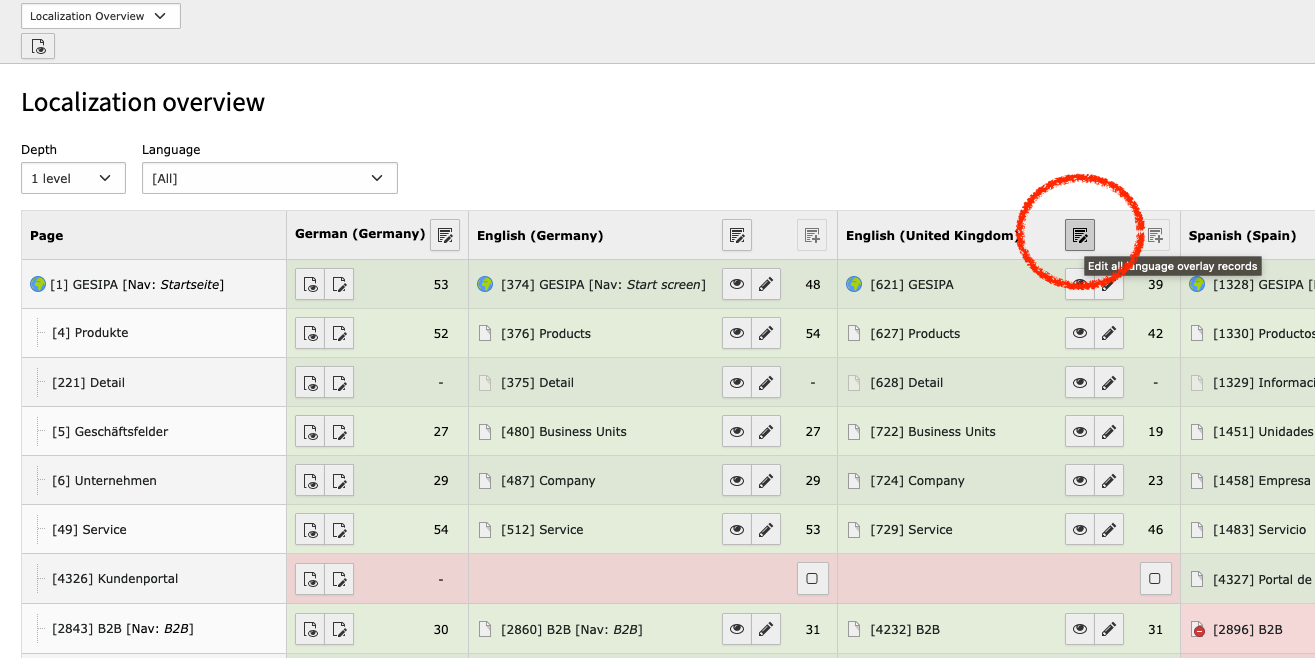 Localization Overview
Localization overview
Depth Language
1 level [All]
Page German (Germany) English (Germany) English (United Kingdom) Spanish (Spain)
Edit all language overlay records
[1] GESIPA [Nav: Startseite] 53 [374] GESIPA [Nav: Start screen] 48 [621] GESIPA 39 [1328] GESIPA [
[4] Produkte 52 [376] Products 54 [627] Products 42 [1330] Productos
[221] Detail - [375] Detail - [628] Detail - [1329] Informaci
[5] Geschäftsfelder 27 [480] Business Units 27 [722] Business Units 19 [1451] Unidades
[6] Unternehmen 29 [487] Company 29 [724] Company 23 [1458] Empresa
[49] Service 54 [512] Service 53 [729] Service 46 [1483] Servicio
[4326] Kundenportal - [4327] Portal de
[2843] B2B [Nav: B2B] 30 [2860] B2B [Nav: B2B] 31 [4232] B2B 31 [2896] B2B